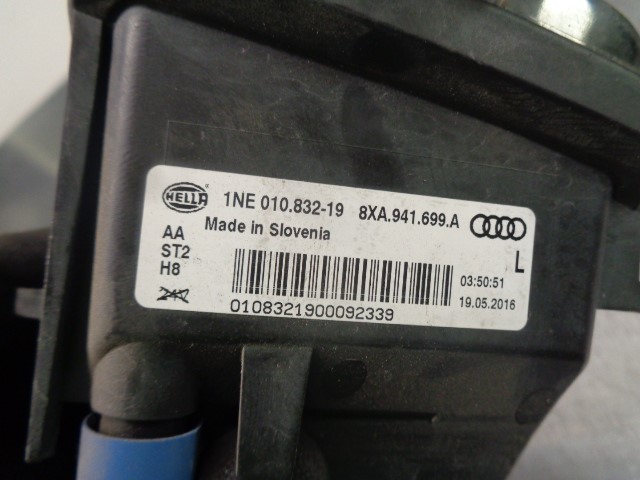 HELLA 1NE 010.832-19 8XA.941.699.A
Made in Slovenia
AA
ST2
H8
L
03:50:51
19.05.2016
0108321900092339